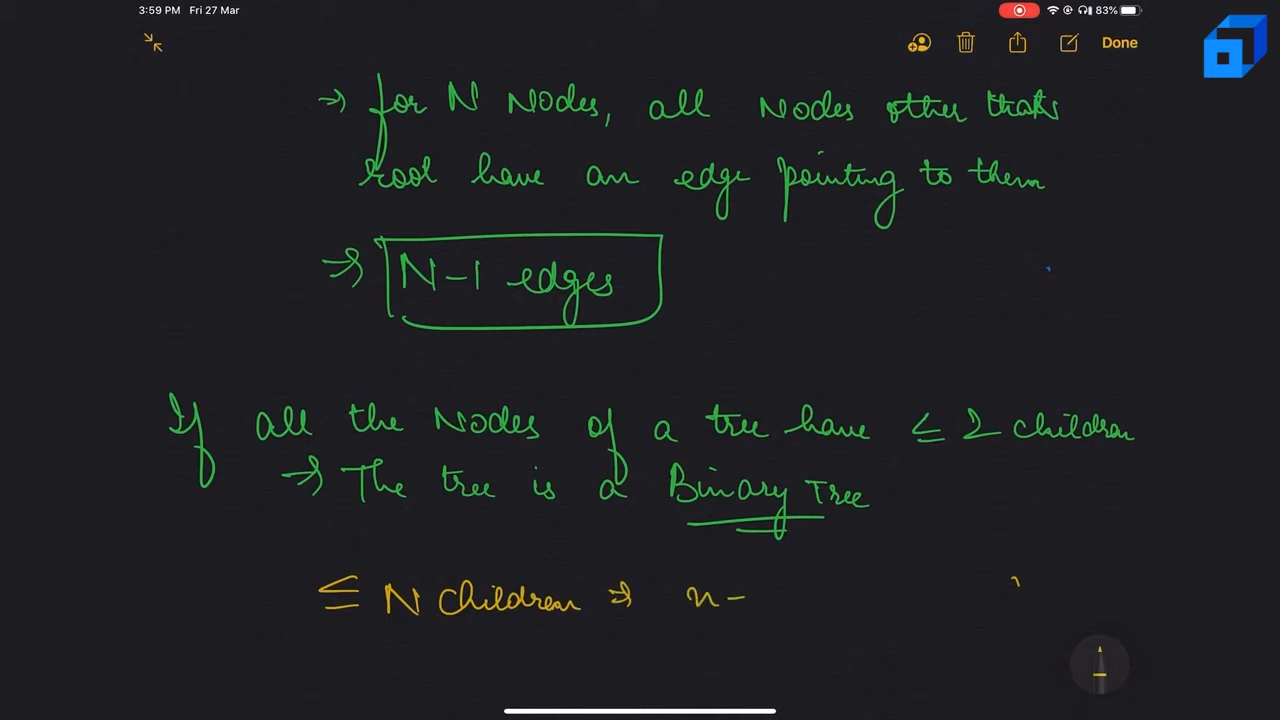 3:59 PM Fri 27 Mar
83%
Done
→ for N Nodes, all Nodes other than
root have an edge pointing to them
→ N-1 edges
If all the Nodes of a tree have ≤ 2 children
→ The tree is a Binary Tree
≤ N children → n-